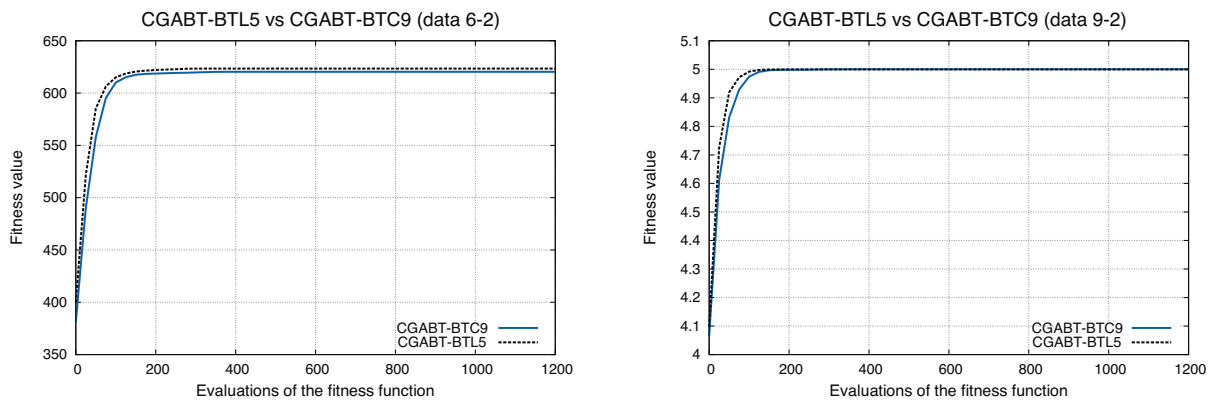 CGABT-BTL5 vs CGABT-BTC9 (data 6-2)
650
600
550
500
450
400
350
Fitness value
0 200 400 600 800 1000 1200
Evaluations of the fitness function
CGABT-BTC9
CGABT-BTL5
CGABT-BTL5 vs CGABT-BTC9 (data 9-2)
5.1
5
4.9
4.8
4.7
4.6
4.5
4.4
4.3
4.2
4.1
4
Fitness value
0 200 400 600 800 1000 1200
Evaluations of the fitness function
CGABT-BTC9
CGABT-BTL5